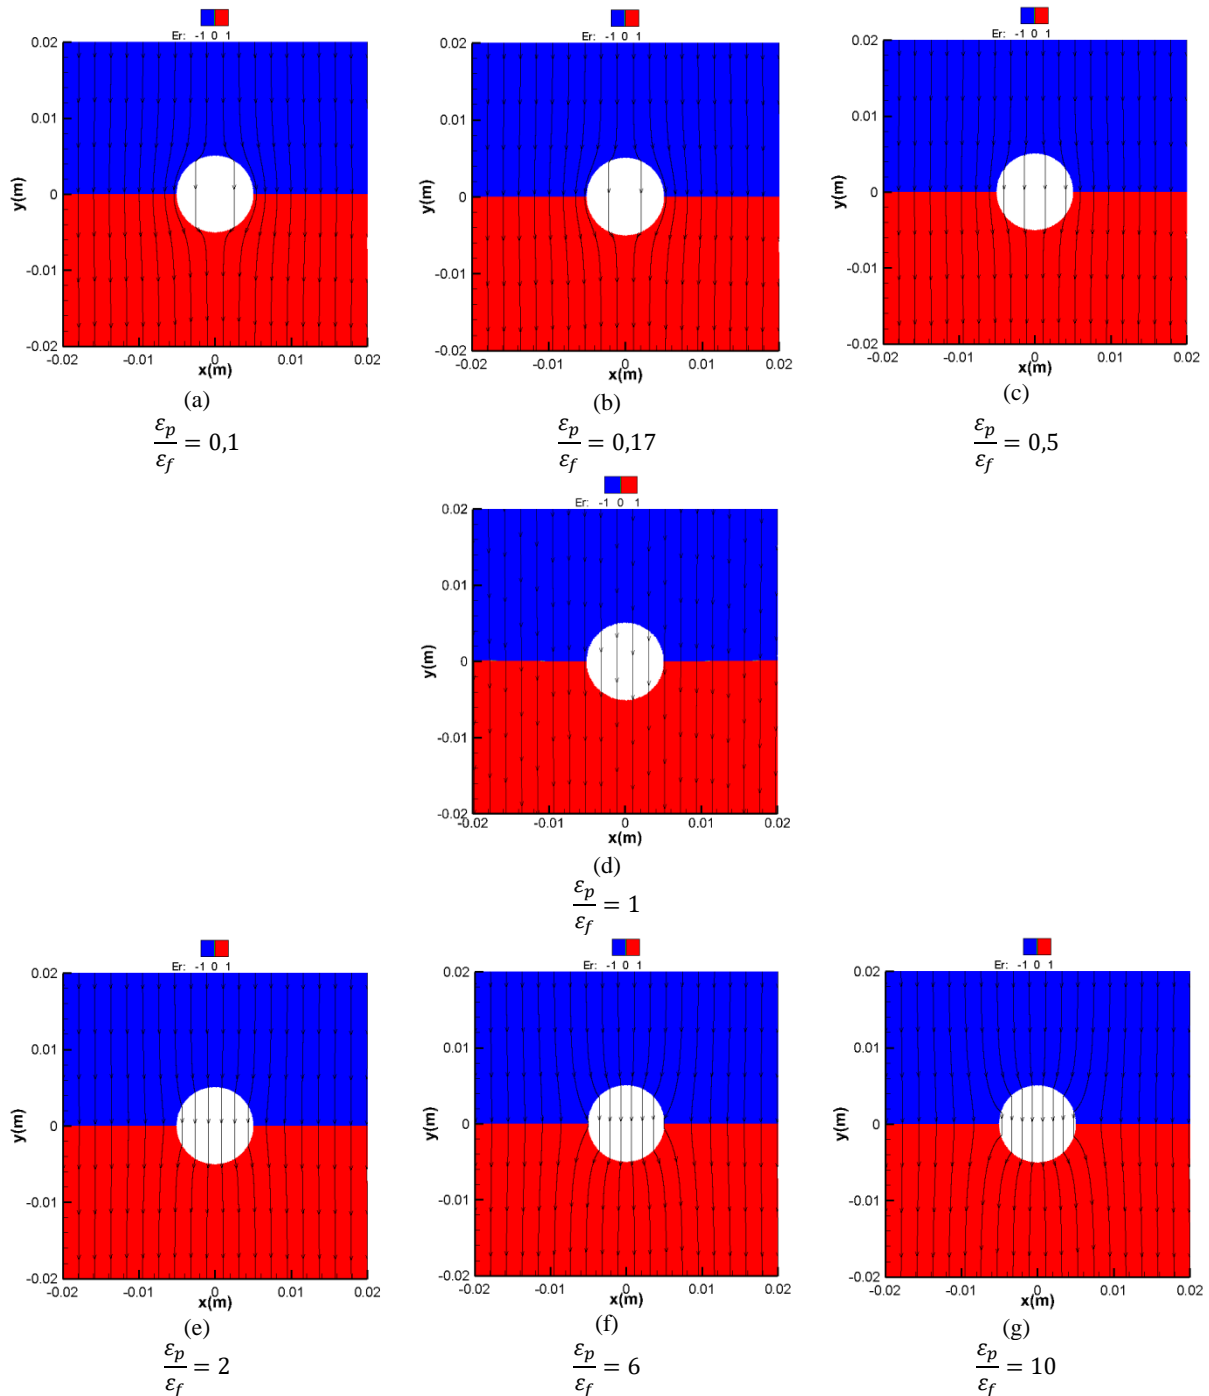 Er: -1 0 1
0.02
0.01
0
-0.01
-0.02
y(m)
-0.02 -0.01 0 0.01 0.02
x(m)
(a)
εp/εf = 0,1
Er: -1 0 1
0.02
0.01
0
-0.01
-0.02
y(m)
-0.02 -0.01 0 0.01 0.02
x(m)
(b)
εp/εf = 0,17
Er: -1 0 1
0.02
0.01
0
-0.01
-0.02
y(m)
-0.02 -0.01 0 0.01 0.02
x(m)
(c)
εp/εf = 0,5
Er: -1 0 1
0.02
0.01
0
-0.01
-0.02
y(m)
-0.02 -0.01 0 0.01 0.02
x(m)
(d)
εp/εf = 1
Er: -1 0 1
0.02
0.01
0
-0.01
-0.02
y(m)
-0.02 -0.01 0 0.01 0.02
x(m)
(e)
εp/εf = 2
Er: -1 0 1
0.02
0.01
0
-0.01
-0.02
y(m)
-0.02 -0.01 0 0.01 0.02
x(m)
(f)
εp/εf = 6
Er: -1 0 1
0.02
0.01
0
-0.01
-0.02
y(m)
-0.02 -0.01 0 0.01 0.02
x(m)
(g)
εp/εf = 10